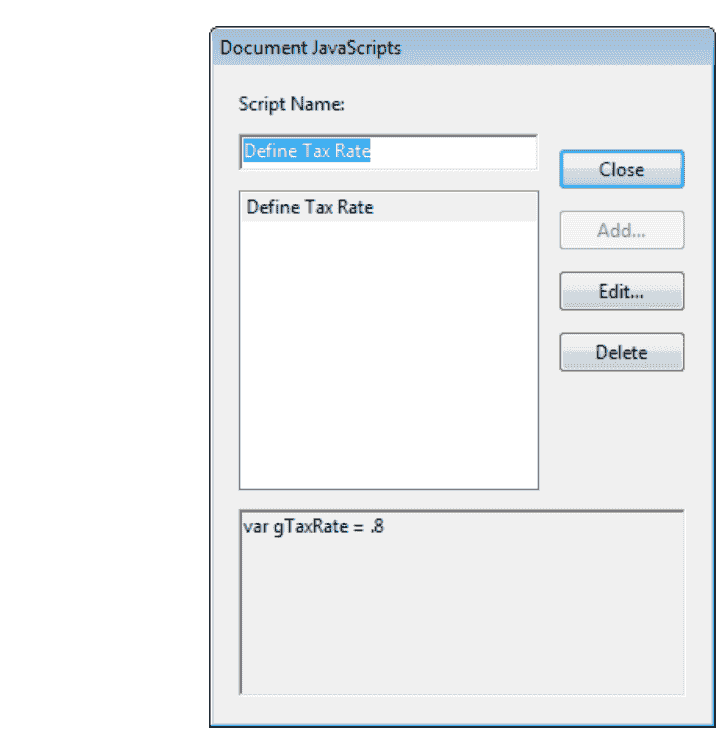 Document JavaScripts
Script Name:
Define Tax Rate
Close
Define Tax Rate
Add...
Edit...
Delete
var gTaxRate = .8